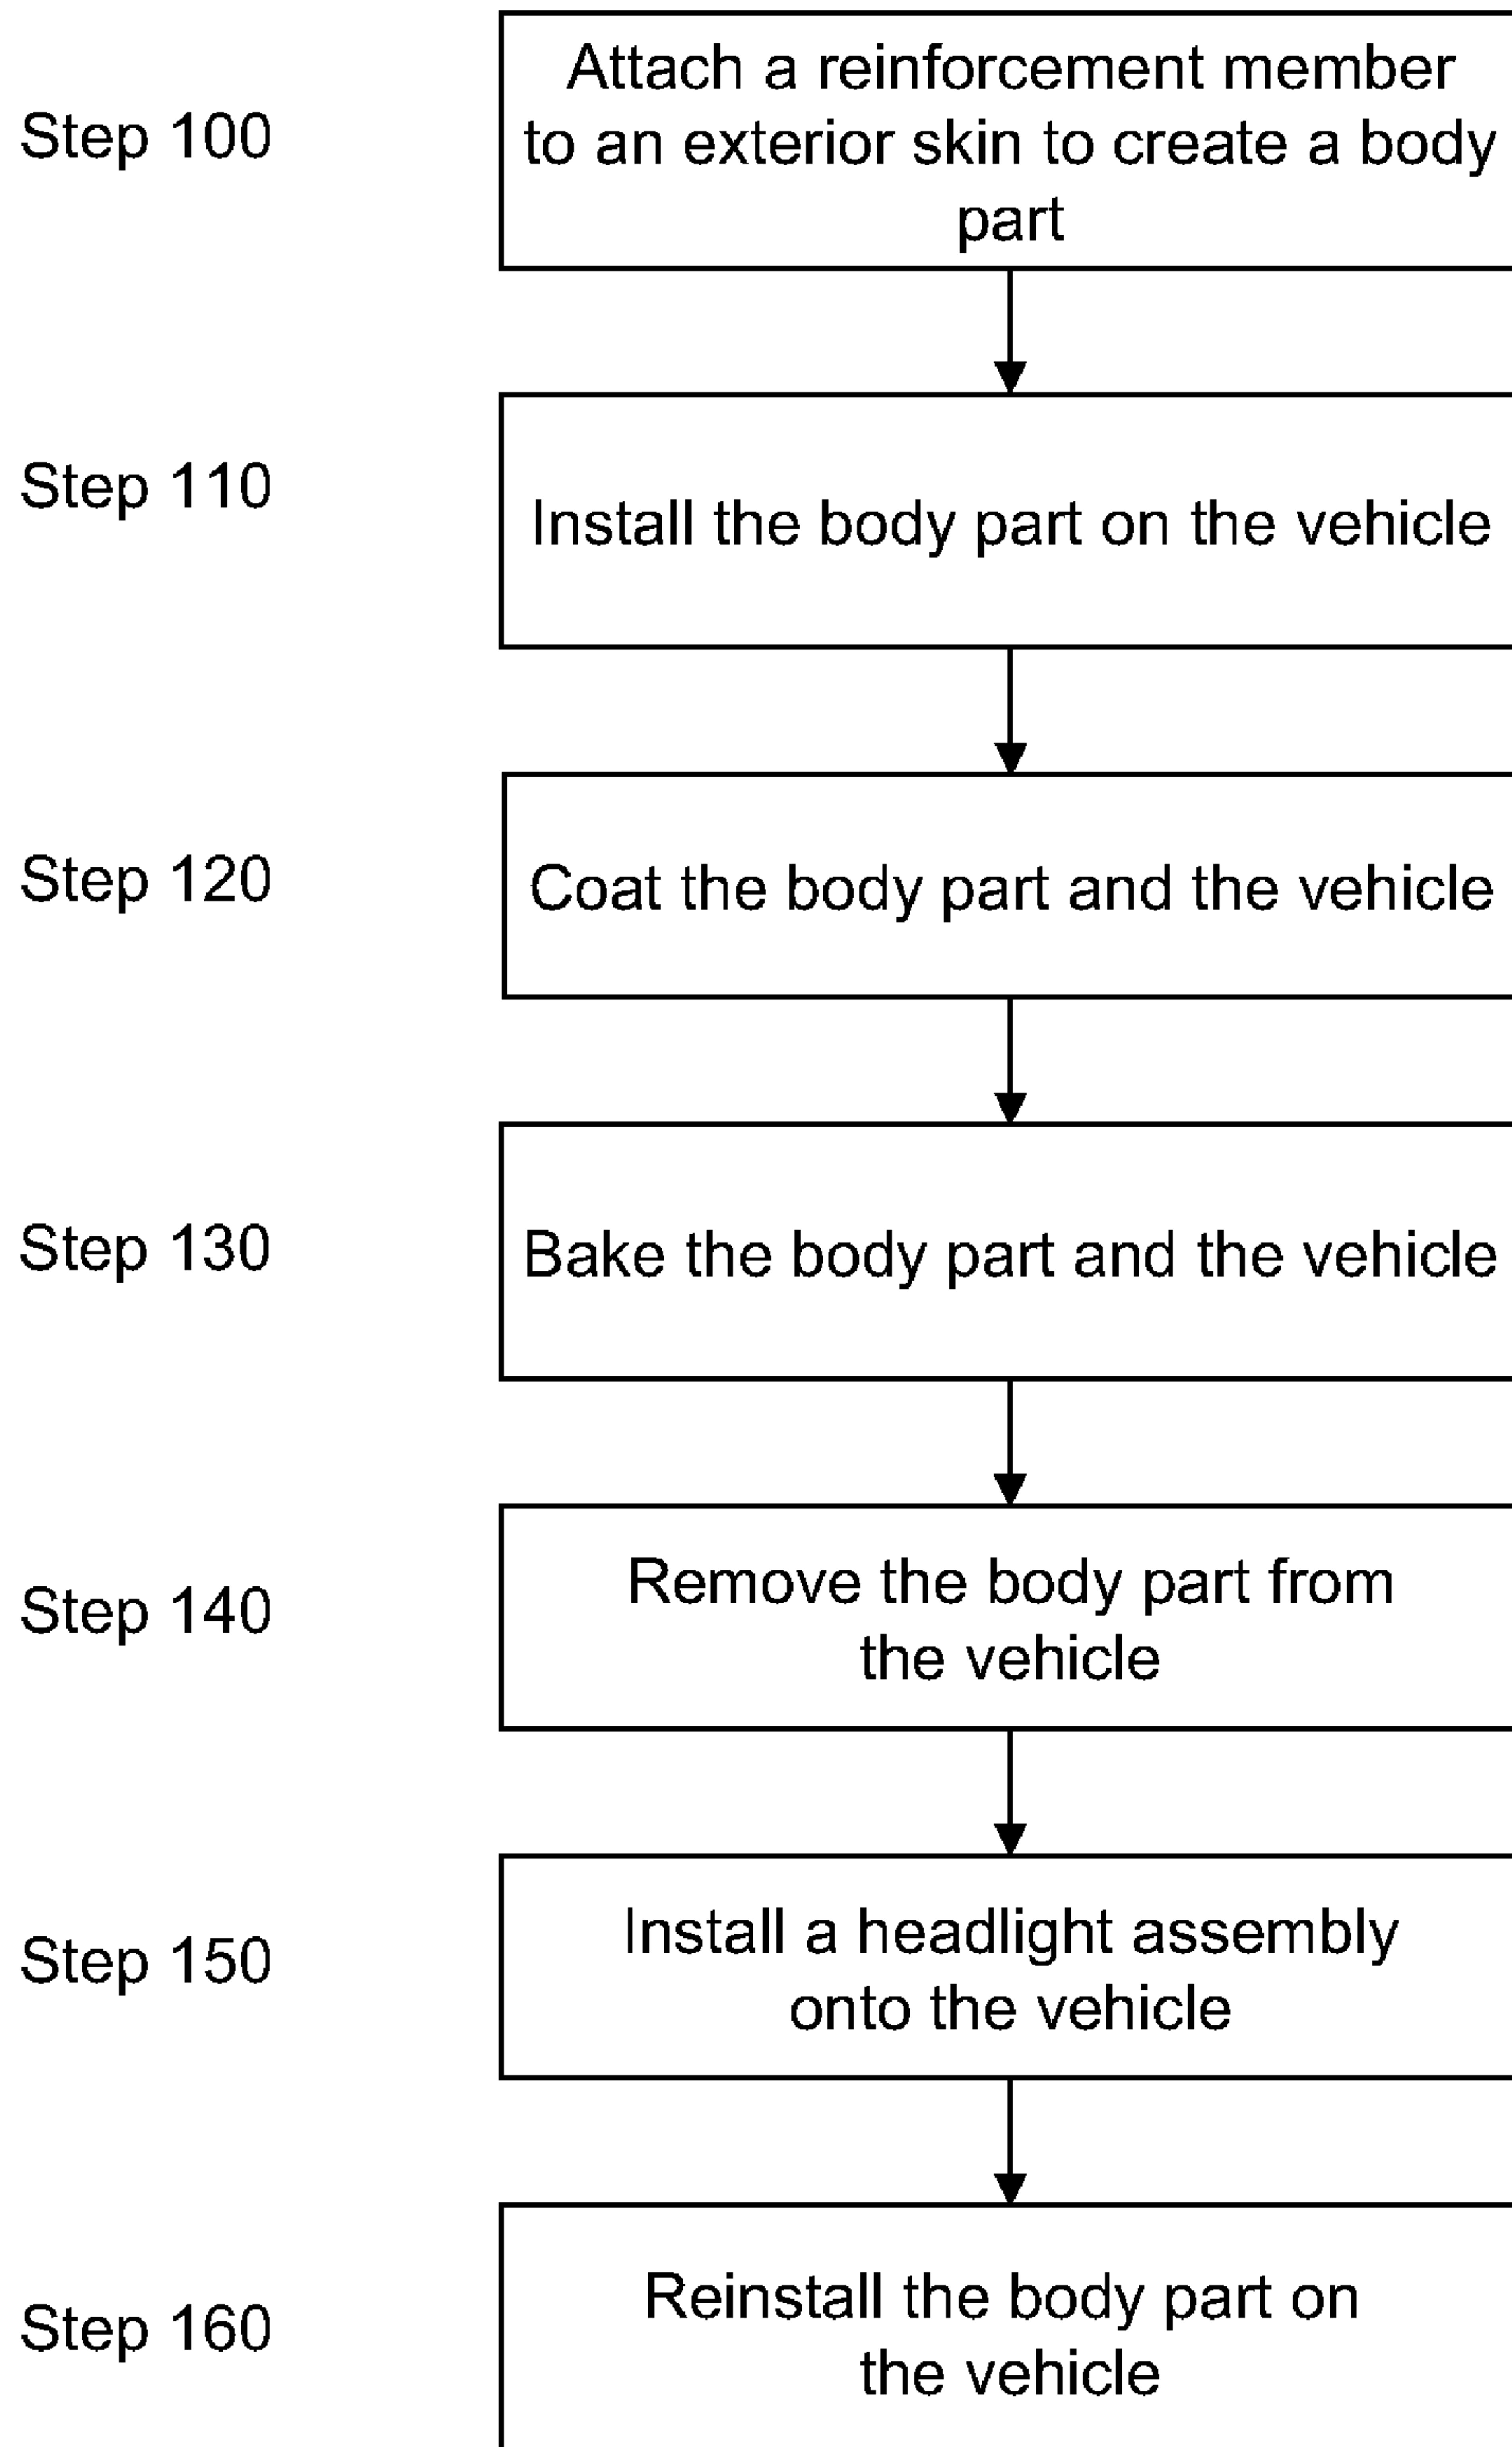 Step 100
Attach a reinforcement member
to an exterior skin to create a body
part
Step 110
Install the body part on the vehicle
Step 120
Coat the body part and the vehicle
Step 130
Bake the body part and the vehicle
Step 140
Remove the body part from
the vehicle
Step 150
Install a headlight assembly
onto the vehicle
Step 160
Reinstall the body part on
the vehicle